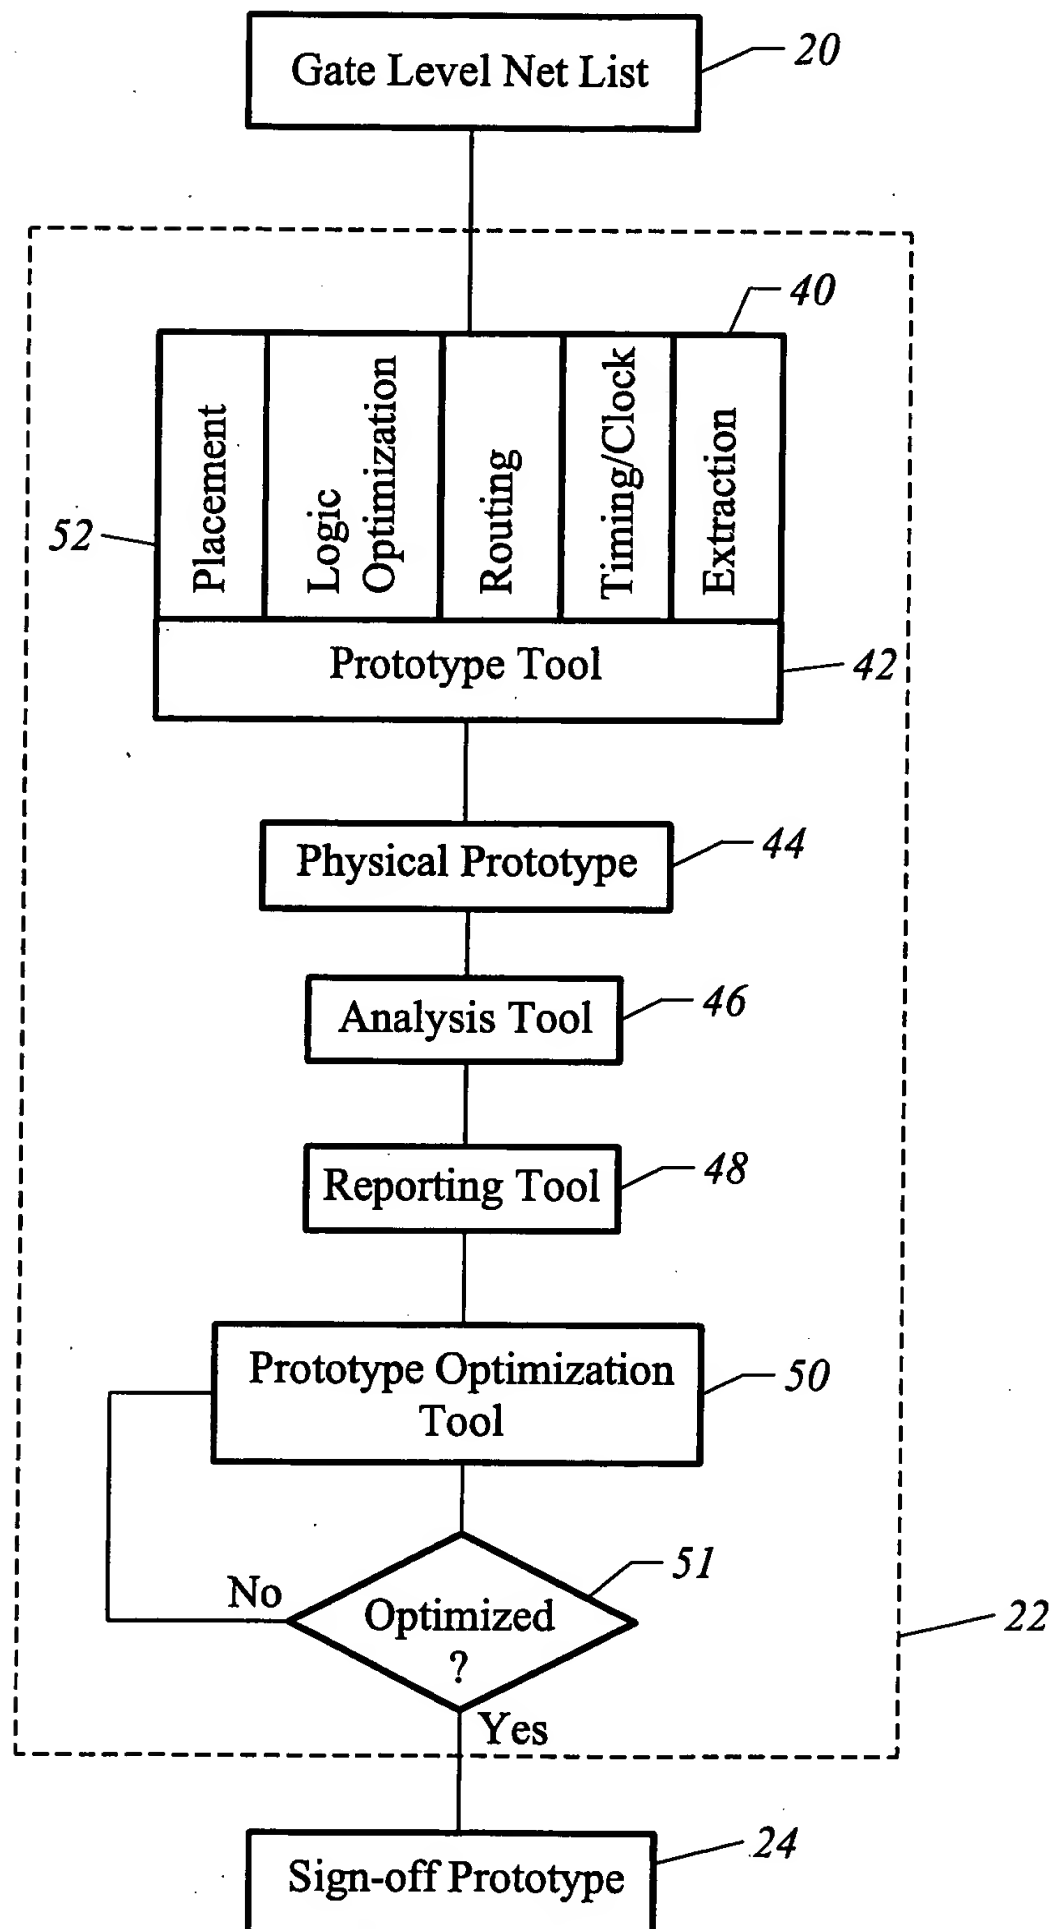 Gate Level Net List
20
40
Placement
Logic
Optimization
Routing
Timing/Clock
Extraction
52
Prototype Tool
42
Physical Prototype
44
Analysis Tool
46
Reporting Tool
48
Prototype Optimization
Tool
50
51
No
Optimized
?
22
Yes
24
Sign-off Prototype